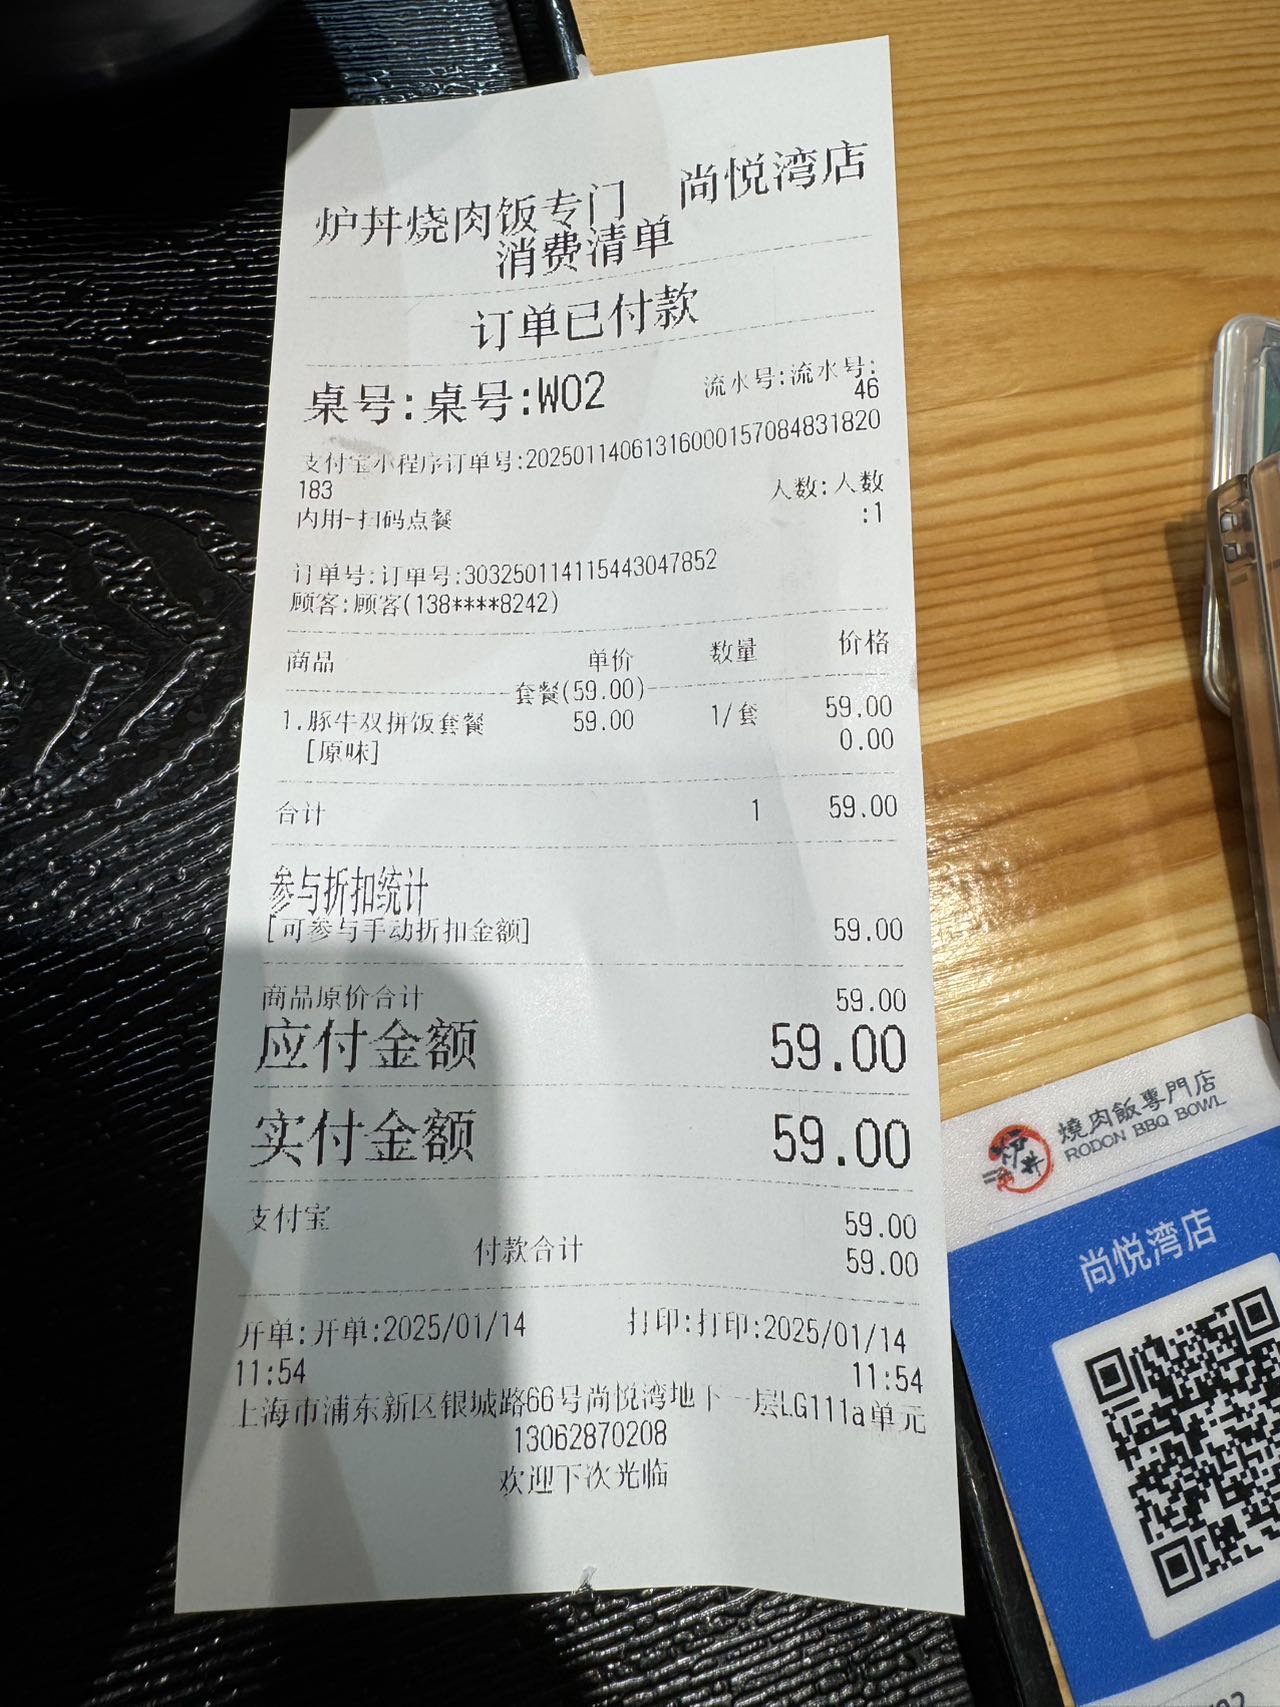 炉丼烧肉饭专门 尚悦湾店
消费清单
订单已付款
桌号:桌号:W02 流水号:流水号:
46
支付宝小程序订单号:20250114061316000157084831820
183 人数:人数
内用-扫码点餐 :1
订单号:订单号:303250114115443047852
顾客:顾客(138****8242)
商品 单价 数量 价格
套餐(59.00)
1.豚牛双拼饭套餐 59.00 1/套 59.00
[原味] 0.00
合计 1 59.00
参与折扣统计
[可参与手动折扣金额] 59.00
商品原价合计 59.00
应付金额 59.00
实付金额 59.00
支付宝 59.00
付款合计 59.00
开单:开单:2025/01/14 打印:打印:2025/01/14
11:54 11:54
上海市浦东新区银城路66号尚悦湾地下一层LG111a单元
13062870208
欢迎下次光临
炉丼
燒肉飯專門店
RODON BBQ BOWL
尚悦湾店